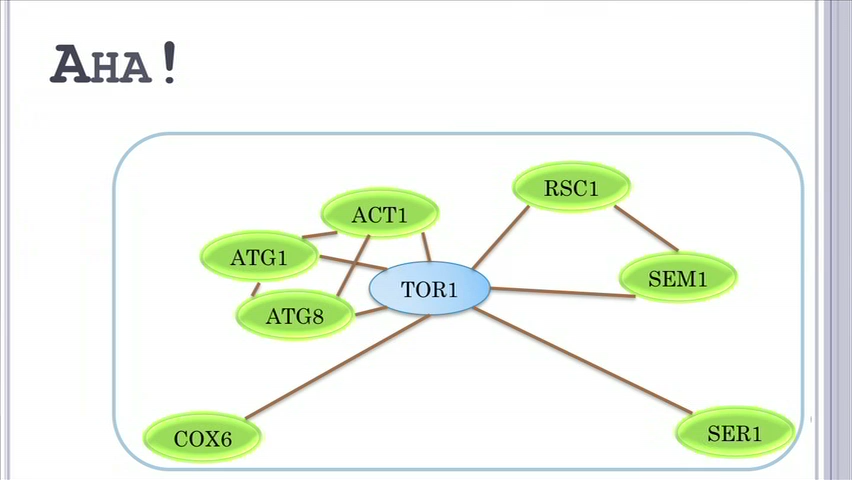 AHA!
RSC1
ACT1
ATG1
SEM1
TOR1
ATG8
COX6
SER1